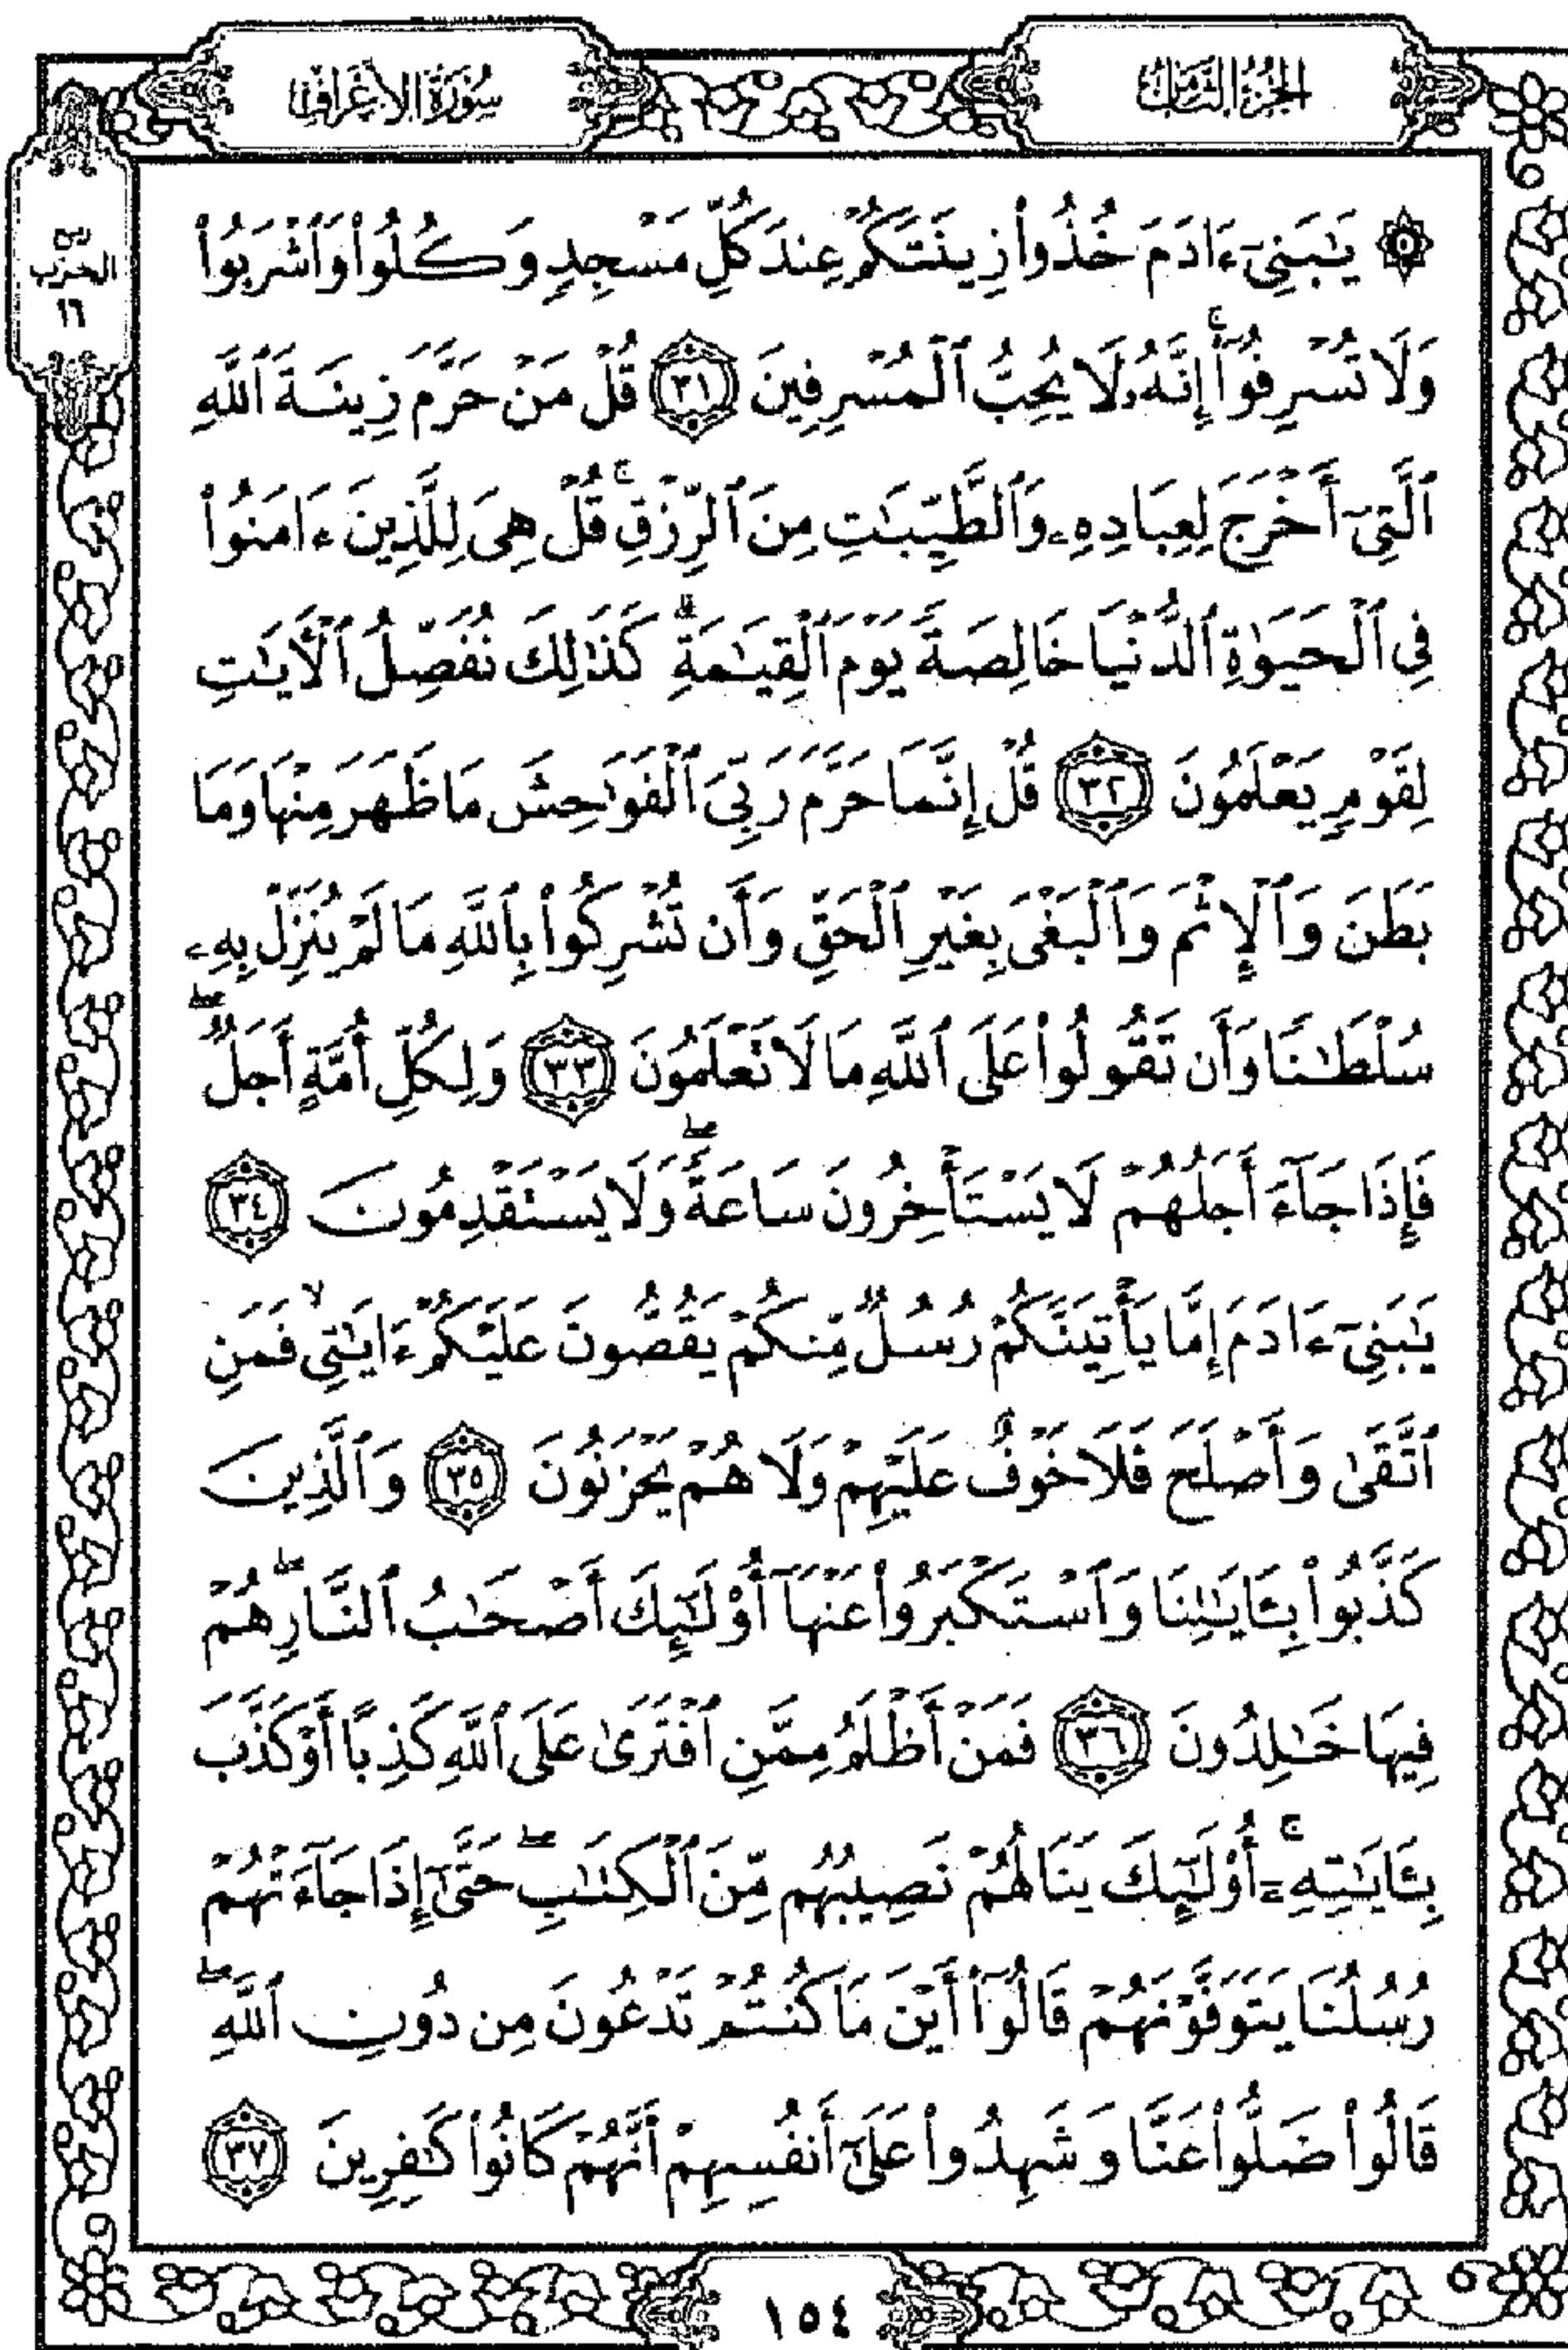 الجزء الثامن
سورة الأعراف
ربع
الحزب
١٦
۞ يَٰبَنِىٓ ءَادَمَ خُذُوا۟ زِينَتَكُمْ عِندَ كُلِّ مَسْجِدٍ وَكُلُوا۟ وَٱشْرَبُوا۟
وَلَا تُسْرِفُوٓا۟ ۚ إِنَّهُۥ لَا يُحِبُّ ٱلْمُسْرِفِينَ ٣١ قُلْ مَنْ حَرَّمَ زِينَةَ ٱللَّهِ
ٱلَّتِىٓ أَخْرَجَ لِعِبَادِهِۦ وَٱلطَّيِّبَٰتِ مِنَ ٱلرِّزْقِ ۚ قُلْ هِىَ لِلَّذِينَ ءَامَنُوا۟
فِى ٱلْحَيَوٰةِ ٱلدُّنْيَا خَالِصَةً يَوْمَ ٱلْقِيَٰمَةِ ۗ كَذَٰلِكَ نُفَصِّلُ ٱلْءَايَٰتِ
لِقَوْمٍ يَعْلَمُونَ ٣٢ قُلْ إِنَّمَا حَرَّمَ رَبِّىَ ٱلْفَوَٰحِشَ مَا ظَهَرَ مِنْهَا وَمَا
بَطَنَ وَٱلْإِثْمَ وَٱلْبَغْىَ بِغَيْرِ ٱلْحَقِّ وَأَن تُشْرِكُوا۟ بِٱللَّهِ مَا لَمْ يُنَزِّلْ بِهِۦ
سُلْطَٰنًا وَأَن تَقُولُوا۟ عَلَى ٱللَّهِ مَا لَا تَعْلَمُونَ ٣٣ وَلِكُلِّ أُمَّةٍ أَجَلٌ ۖ
فَإِذَا جَآءَ أَجَلُهُمْ لَا يَسْتَأْخِرُونَ سَاعَةً ۖ وَلَا يَسْتَقْدِمُونَ ٣٤
يَٰبَنِىٓ ءَادَمَ إِمَّا يَأْتِيَنَّكُمْ رُسُلٌ مِّنكُمْ يَقُصُّونَ عَلَيْكُمْ ءَايَٰتِى ۙ فَمَنِ
ٱتَّقَىٰ وَأَصْلَحَ فَلَا خَوْفٌ عَلَيْهِمْ وَلَا هُمْ يَحْزَنُونَ ٣٥ وَٱلَّذِينَ
كَذَّبُوا۟ بِـَٔايَٰتِنَا وَٱسْتَكْبَرُوا۟ عَنْهَآ أُو۟لَٰٓئِكَ أَصْحَٰبُ ٱلنَّارِ ۖ هُمْ
فِيهَا خَٰلِدُونَ ٣٦ فَمَنْ أَظْلَمُ مِمَّنِ ٱفْتَرَىٰ عَلَى ٱللَّهِ كَذِبًا أَوْ كَذَّبَ
بِـَٔايَٰتِهِۦٓ ۚ أُو۟لَٰٓئِكَ يَنَالُهُمْ نَصِيبُهُم مِّنَ ٱلْكِتَٰبِ ۖ حَتَّىٰٓ إِذَا جَآءَتْهُمْ
رُسُلُنَا يَتَوَفَّوْنَهُمْ قَالُوٓا۟ أَيْنَ مَا كُنتُمْ تَدْعُونَ مِن دُونِ ٱللَّهِ ۖ
قَالُوا۟ ضَلُّوا۟ عَنَّا وَشَهِدُوا۟ عَلَىٰٓ أَنفُسِهِمْ أَنَّهُمْ كَانُوا۟ كَٰفِرِينَ ٣٧
١٥٤